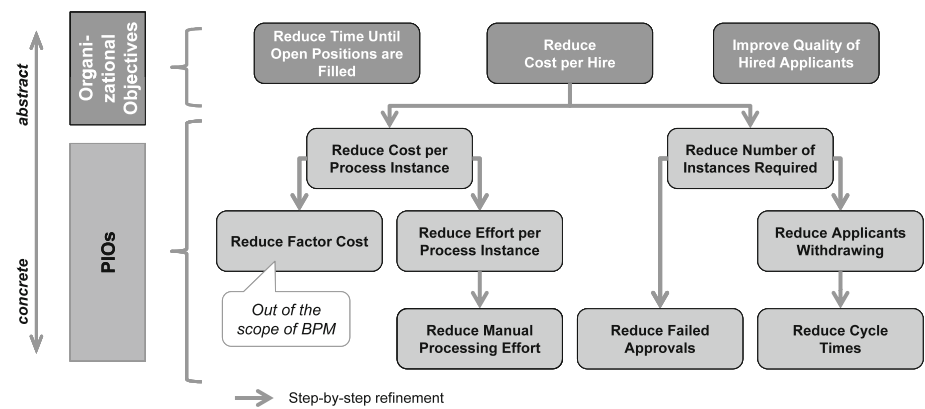 abstract
concrete
Organi-
zational
Objectives
PIOs
Reduce Time Until
Open Positions are
Filled
Reduce
Cost per Hire
Improve Quality of
Hired Applicants
Reduce Cost per
Process Instance
Reduce Number of
Instances Required
Reduce Factor Cost
Reduce Effort per
Process Instance
Reduce Applicants
Withdrawing
Out of the
scope of BPM
Reduce Manual
Processing Effort
Reduce Failed
Approvals
Reduce Cycle
Times
Step-by-step refinement